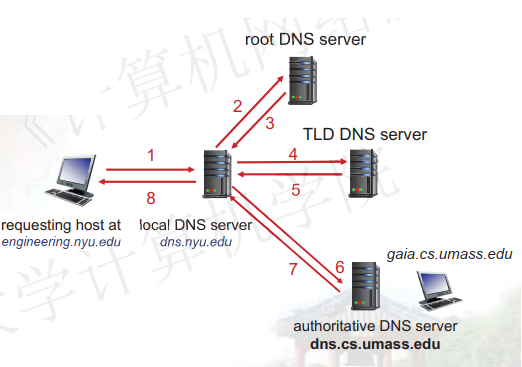 root DNS server
2
3
TLD DNS server
1
4
8
5
requesting host at
engineering.nyu.edu
local DNS server
dns.nyu.edu
6
7
gaia.cs.umass.edu
authoritative DNS server
dns.cs.umass.edu
《计算机网络
大学计算机学院